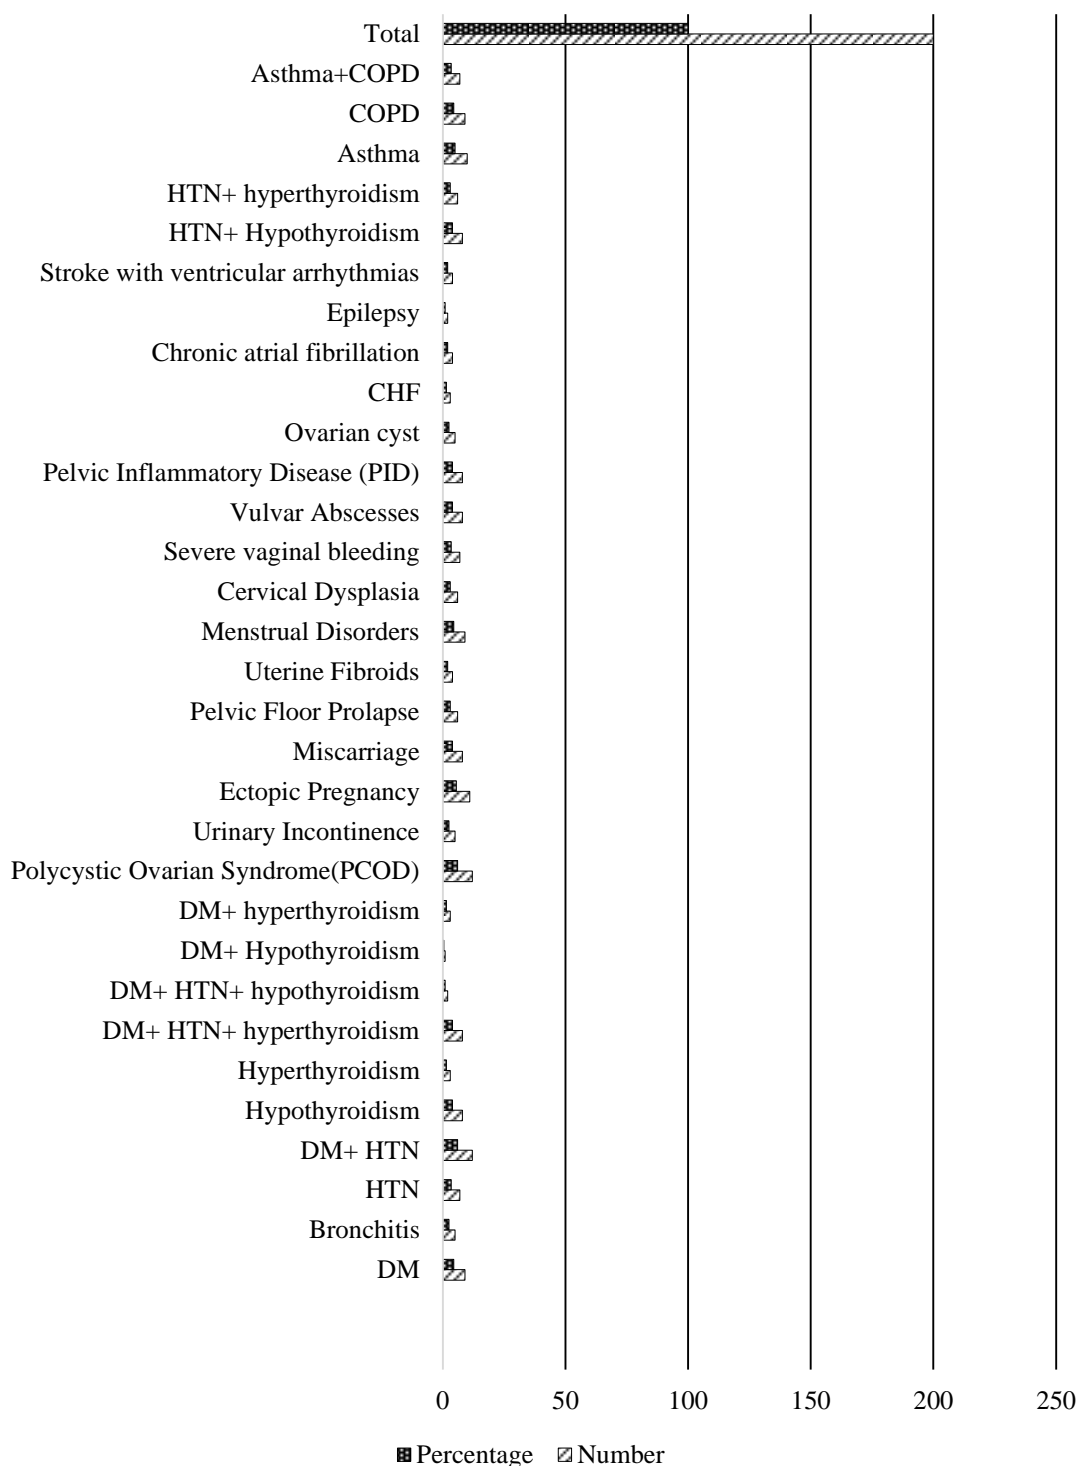 Total
Asthma+COPD
COPD
Asthma
HTN+ hyperthyroidism
HTN+ Hypothyroidism
Stroke with ventricular arrhythmias
Epilepsy
Chronic atrial fibrillation
CHF
Ovarian cyst
Pelvic Inflammatory Disease (PID)
Vulvar Abscesses
Severe vaginal bleeding
Cervical Dysplasia
Menstrual Disorders
Uterine Fibroids
Pelvic Floor Prolapse
Miscarriage
Ectopic Pregnancy
Urinary Incontinence
Polycystic Ovarian Syndrome(PCOD)
DM+ hyperthyroidism
DM+ Hypothyroidism
DM+ HTN+ hypothyroidism
DM+ HTN+ hyperthyroidism
Hyperthyroidism
Hypothyroidism
DM+ HTN
HTN
Bronchitis
DM
0 50 100 150 200 250
Percentage Number